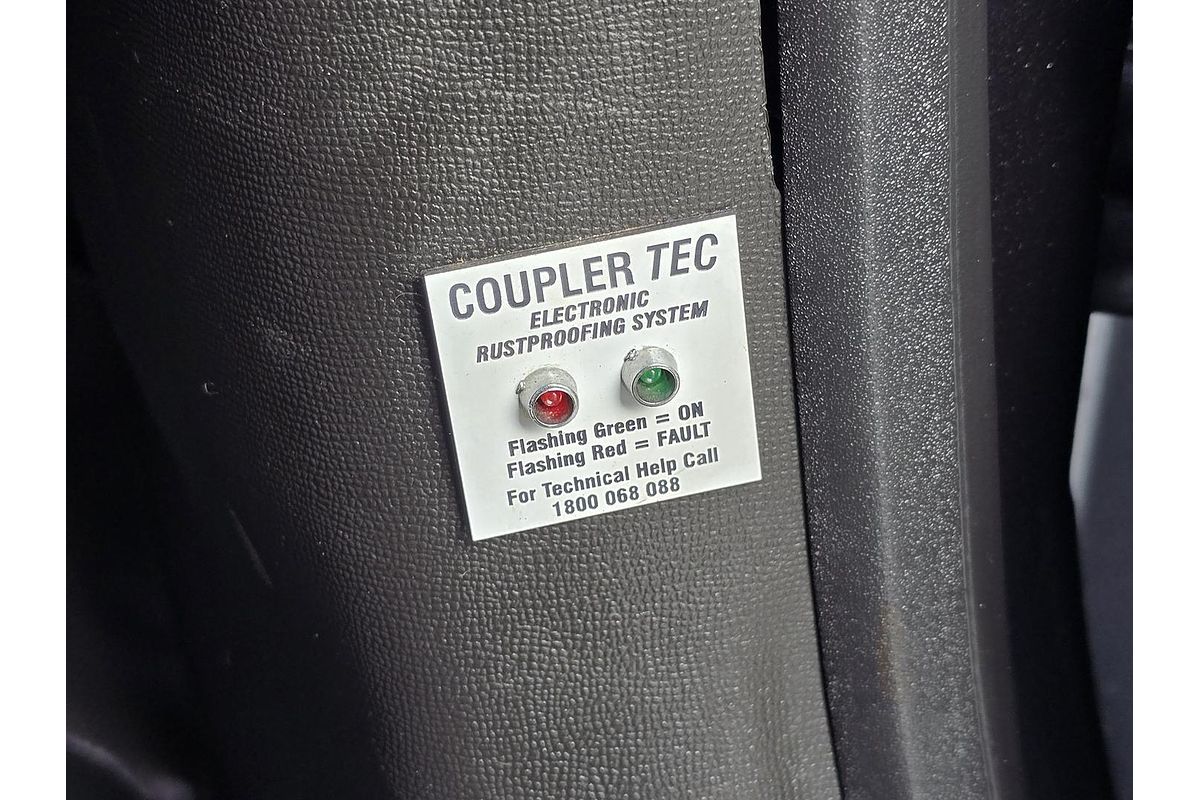 COUPLER TEC
ELECTRONIC
RUSTPROOFING SYSTEM
Flashing Green = ON
Flashing Red = FAULT
For Technical Help Call
1800 068 088